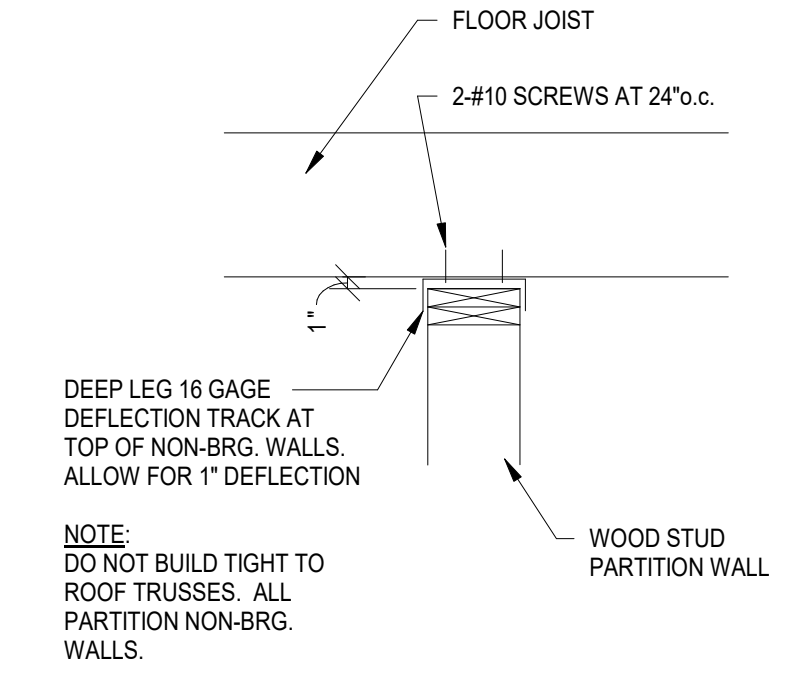 FLOOR JOIST
2-#10 SCREWS AT 24"o.c.
1"
DEEP LEG 16 GAGE
DEFLECTION TRACK AT
TOP OF NON-BRG. WALLS.
ALLOW FOR 1" DEFLECTION
NOTE:
DO NOT BUILD TIGHT TO
ROOF TRUSSES. ALL
PARTITION NON-BRG.
WALLS.
WOOD STUD
PARTITION WALL